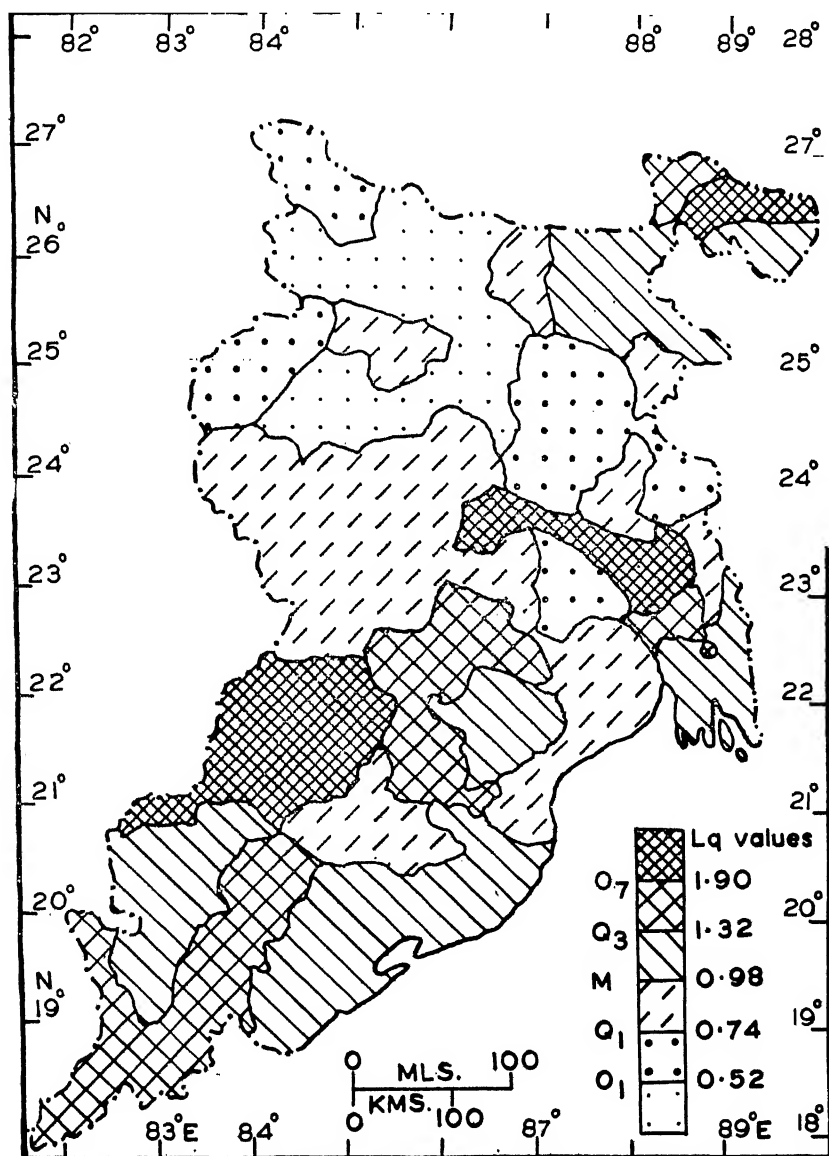 82° 83° 84° 88° 89° 28°
27° 27°
N
26° 26°
25° 25°
24° 24°
23° 23°
22° 22°
21° 21°
Lq values
O7 1·90
20° 20°
Q3 1·32
N
M 0·98
19° 19°
Q1 0·74
0 100
MLS.
O1 0·52
KMS.
0 100
83°E 84° 87° 89°E 18°